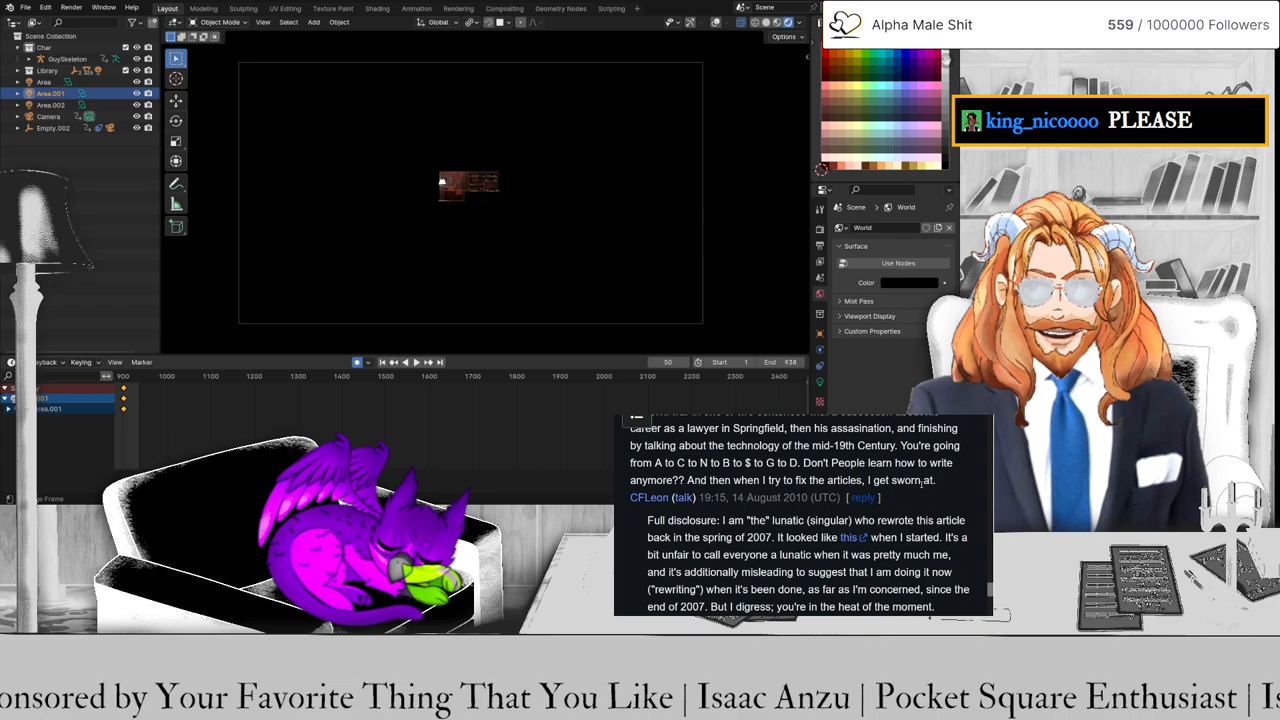 File Edit Render Window Help Layout Modeling Sculpting UV Editing Texture Paint Shading Animation Rendering Compositing Geometry Nodes Scripting Scene
Object Mode View Select Add Object Global
Options
Scene Collection
Char
GuySkeleton
Library
Area
Area.001
Area.002
Camera
Empty.002
Alpha Male Shit 559 / 1000000 Followers
king_nicoooo PLEASE
Scene World
World
Surface
Use Nodes
Color
Mist Pass
Viewport Display
Custom Properties
Keying View Marker 50 Start 1 End 938
900 1000 1100 1200 1300 1400 1500 1600 1700 1800 1900 2000 2100 2200 2300 2400
career as a lawyer in Springfield, then his assasination, and finishing
by talking about the technology of the mid-19th Century. You're going
from A to C to N to B to $ to G to D. Don't People learn how to write
anymore?? And then when I try to fix the articles, I get sworn at.
CFLeon (talk) 19:15, 14 August 2010 (UTC) [ reply ]
Full disclosure: I am "the" lunatic (singular) who rewrote this article
back in the spring of 2007. It looked like this when I started. It's a
bit unfair to call everyone a lunatic when it was pretty much me,
and it's additionally misleading to suggest that I am doing it now
("rewriting") when it's been done, as far as I'm concerned, since the
end of 2007. But I digress; you're in the heat of the moment.
onsored by Your Favorite Thing That You Like | Isaac Anzu | Pocket Square Enthusiast | Is